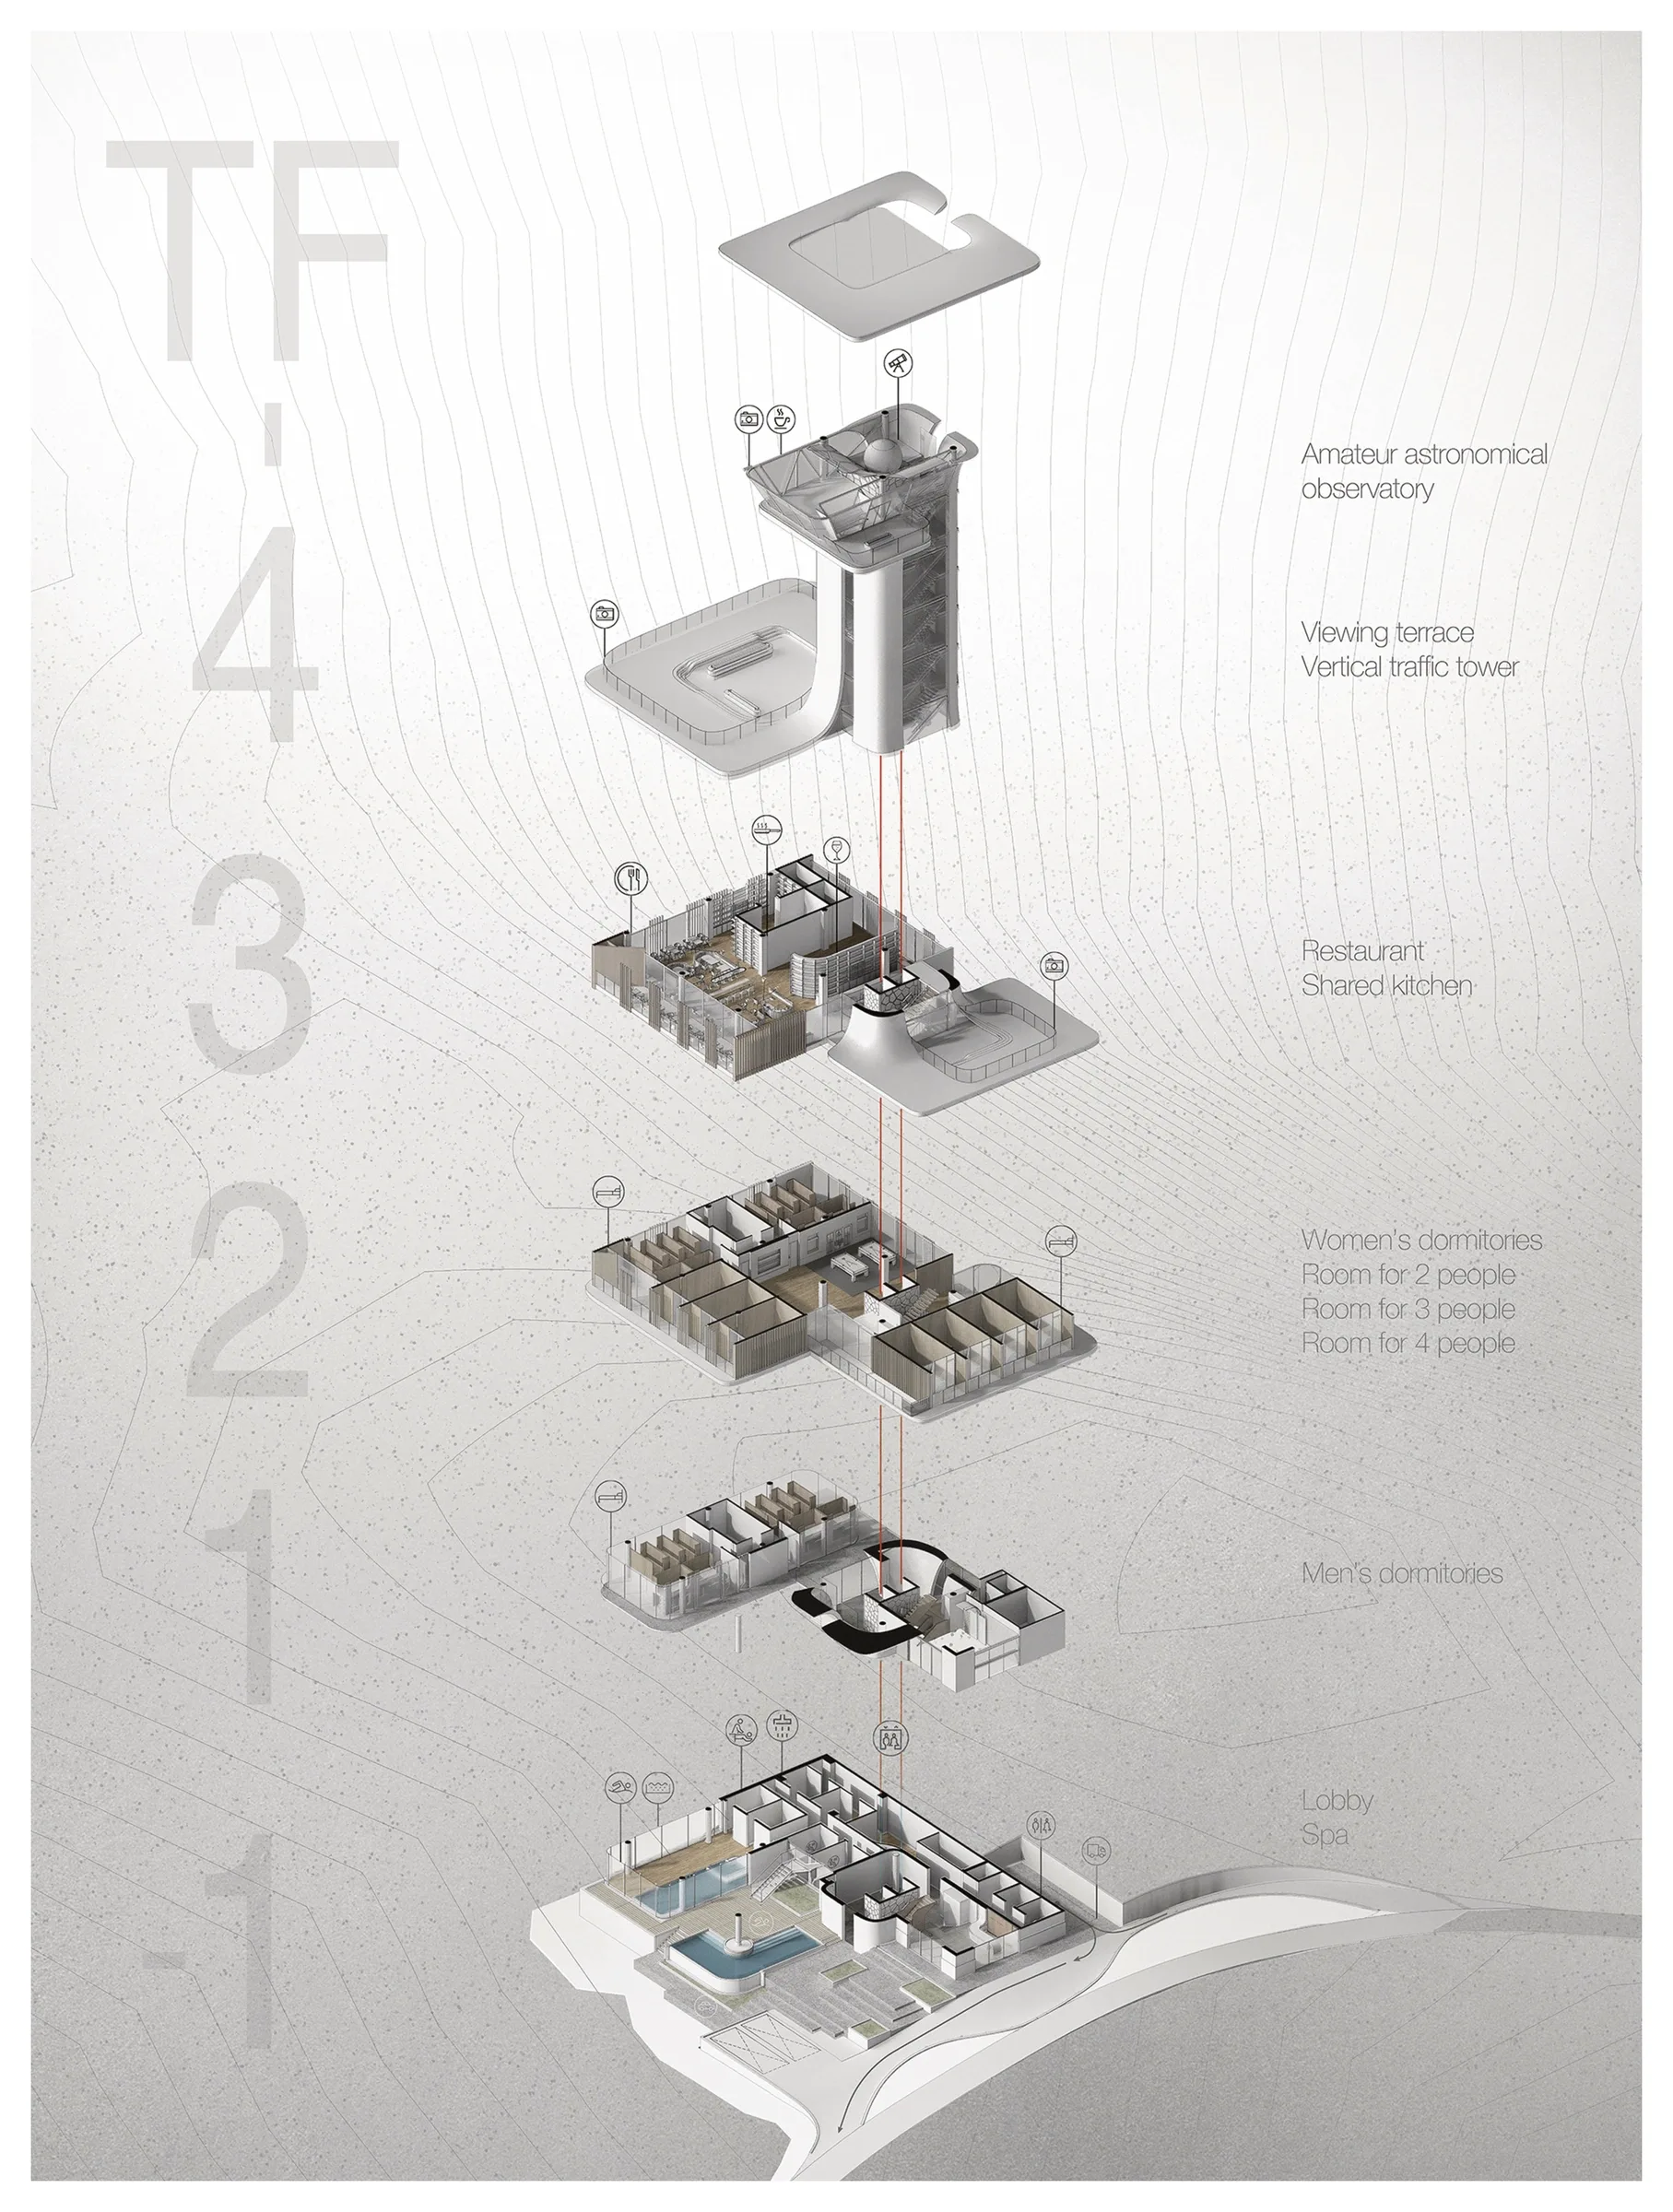 TF
-
4
Amateur astronomical
observatory
Viewing terrace
Vertical traffic tower
3
Restaurant
Shared kitchen
2
Women's dormitories
Room for 2 people
Room for 3 people
Room for 4 people
1
Men's dormitories
Lobby
Spa
-1